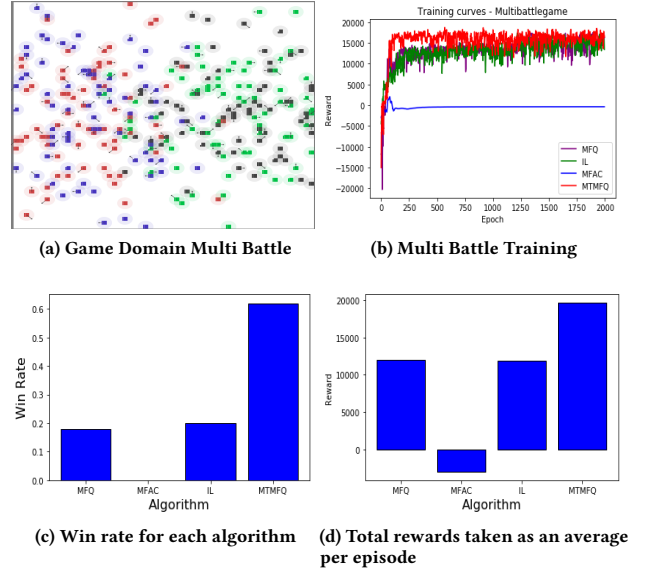 Training curves - Multibattlegame
20000
15000
10000
5000
0
−5000
−10000
−15000
−20000
Reward
MFQ
IL
MFAC
MTMFQ
0 250 500 750 1000 1250 1500 1750 2000
Epoch
(a) Game Domain Multi Battle
(b) Multi Battle Training
0.6
0.5
0.4
0.3
0.2
0.1
0.0
Win Rate
MFQ MFAC IL MTMFQ
Algorithm
20000
15000
10000
5000
0
Reward
MFQ MFAC IL MTMFQ
Algorithm
(c) Win rate for each algorithm
(d) Total rewards taken as an average
per episode